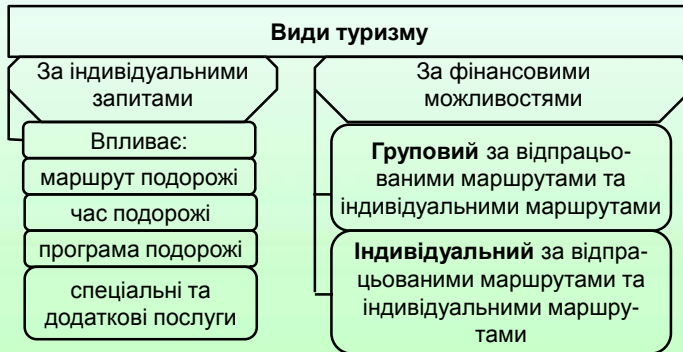 Види туризму
За індивідуальними
запитами
Впливає:
маршрут подорожі
час подорожі
програма подорожі
спеціальні та
додаткові послуги
За фінансовими
можливостями
Груповий за відпрацьо-
ваними маршрутами та
індивідуальними маршрутами
Індивідуальний за відпра-
цьованими маршрутами та
індивідуальними маршру-
тами